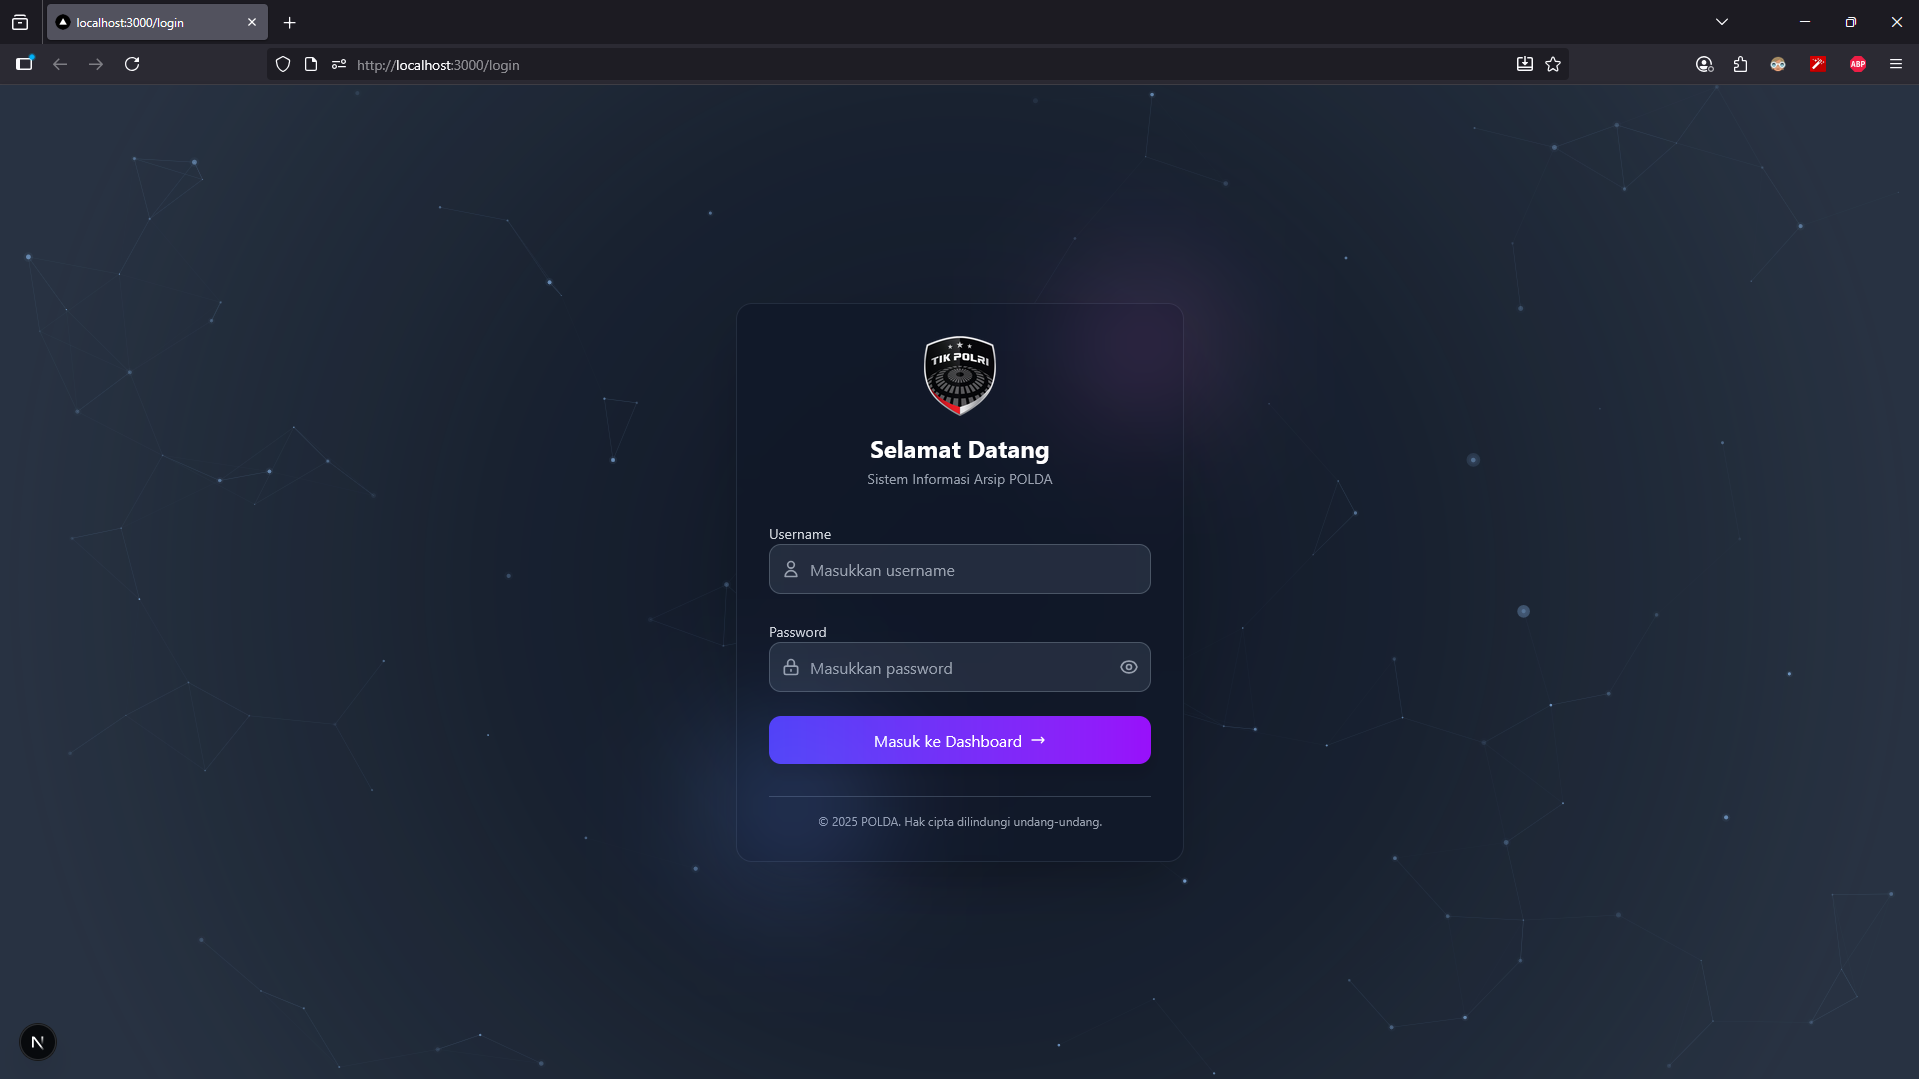 localhost:3000/login
http://localhost:3000/login
ABP
TIK POLRI
Selamat Datang
Sistem Informasi Arsip POLDA
Username
Masukkan username
Password
Masukkan password
Masuk ke Dashboard →
© 2025 POLDA. Hak cipta dilindungi undang-undang.
N